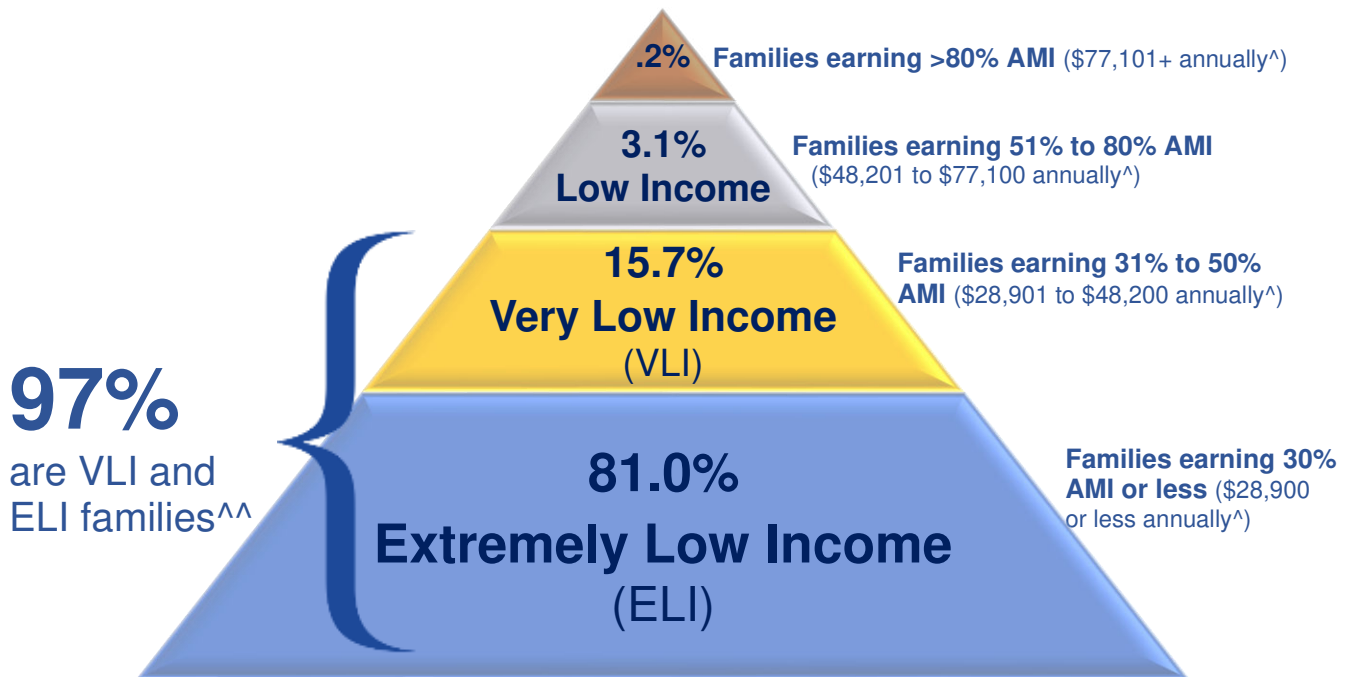 .2%
Families earning >80% AMI ($77,101+ annually^)
3.1%
Low Income
Families earning 51% to 80% AMI
($48,201 to $77,100 annually^)
15.7%
Very Low Income
(VLI)
Families earning 31% to 50%
AMI ($28,901 to $48,200 annually^)
97%
are VLI and
ELI families^^
81.0%
Extremely Low Income
(ELI)
Families earning 30%
AMI or less ($28,900
or less annually^)